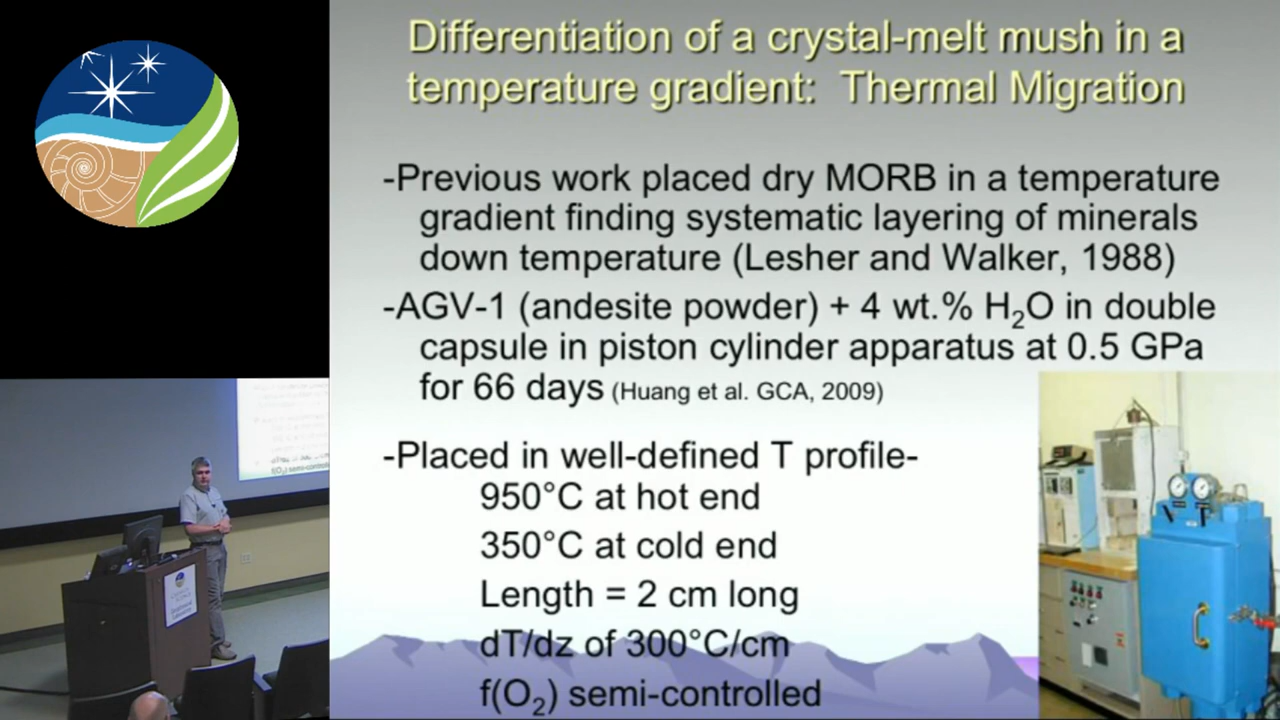 Differentiation of a crystal-melt mush in a
temperature gradient: Thermal Migration
-Previous work placed dry MORB in a temperature
gradient finding systematic layering of minerals
down temperature (Lesher and Walker, 1988)
-AGV-1 (andesite powder) + 4 wt.% H₂O in double
capsule in piston cylinder apparatus at 0.5 GPa
for 66 days (Huang et al. GCA, 2009)
-Placed in well-defined T profile-
950°C at hot end
350°C at cold end
Length = 2 cm long
dT/dz of 300°C/cm
f(O₂) semi-controlled